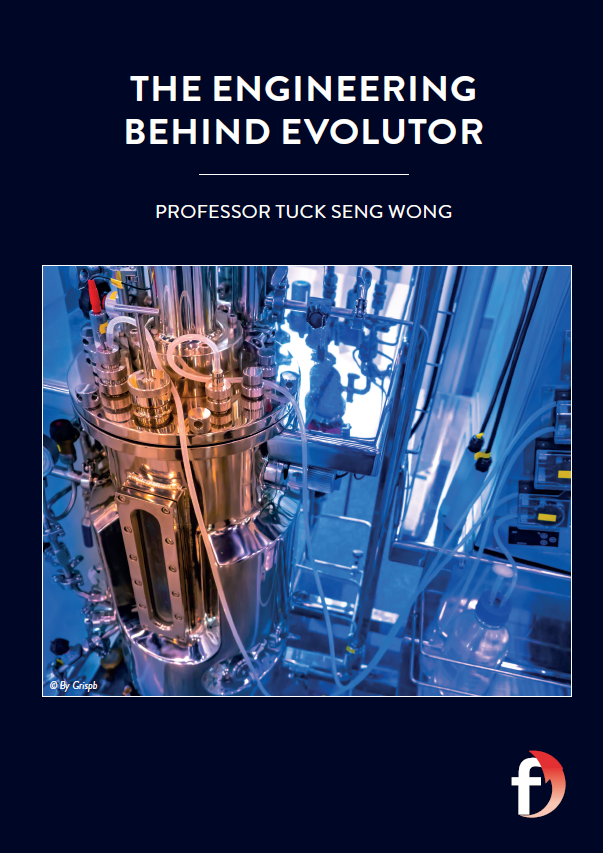 THE ENGINEERING
BEHIND EVOLUTOR
PROFESSOR TUCK SENG WONG
© By Grispb
f